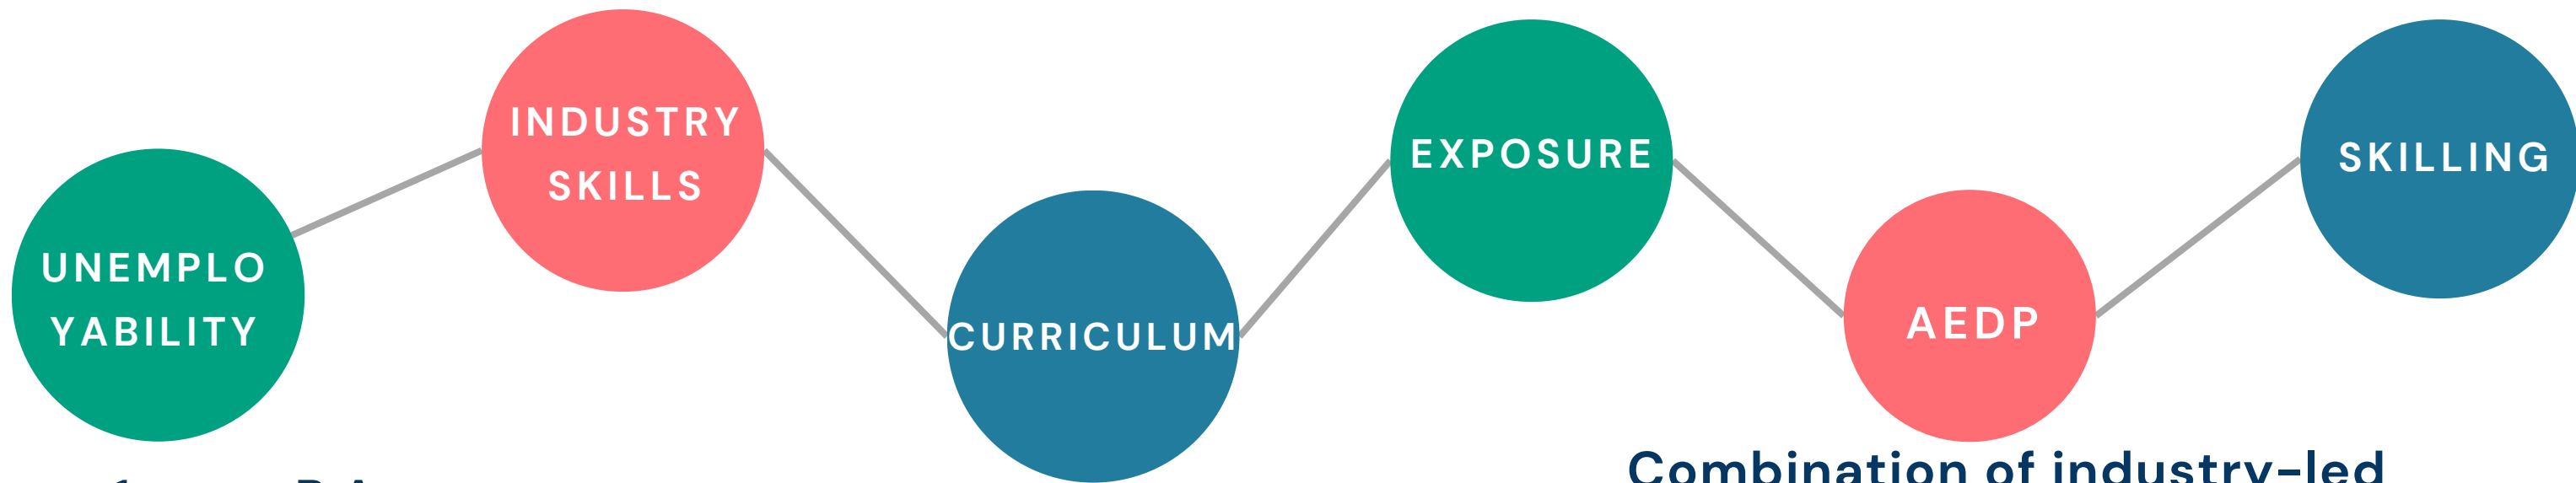 UNEMPLO
YABILITY
INDUSTRY
SKILLS
CURRICULUM
EXPOSURE
AEDP
SKILLING
Combination of industry-led